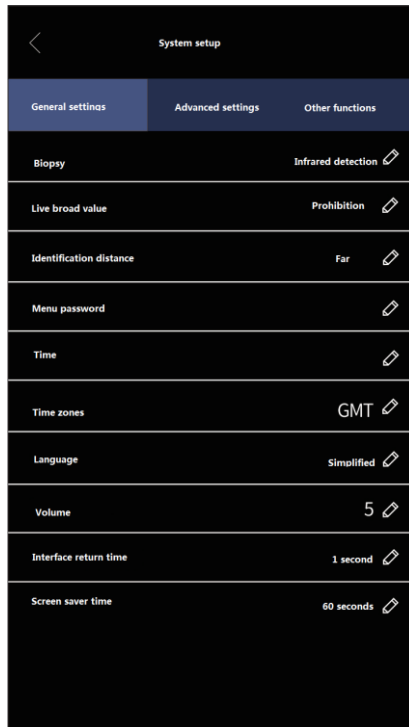 System setup
General settings Advanced settings Other functions
Biopsy Infrared detection
Live broad value Prohibition
Identification distance Far
Menu password
Time
Time zones GMT
Language Simplified
Volume 5
Interface return time 1 second
Screen saver time 60 seconds